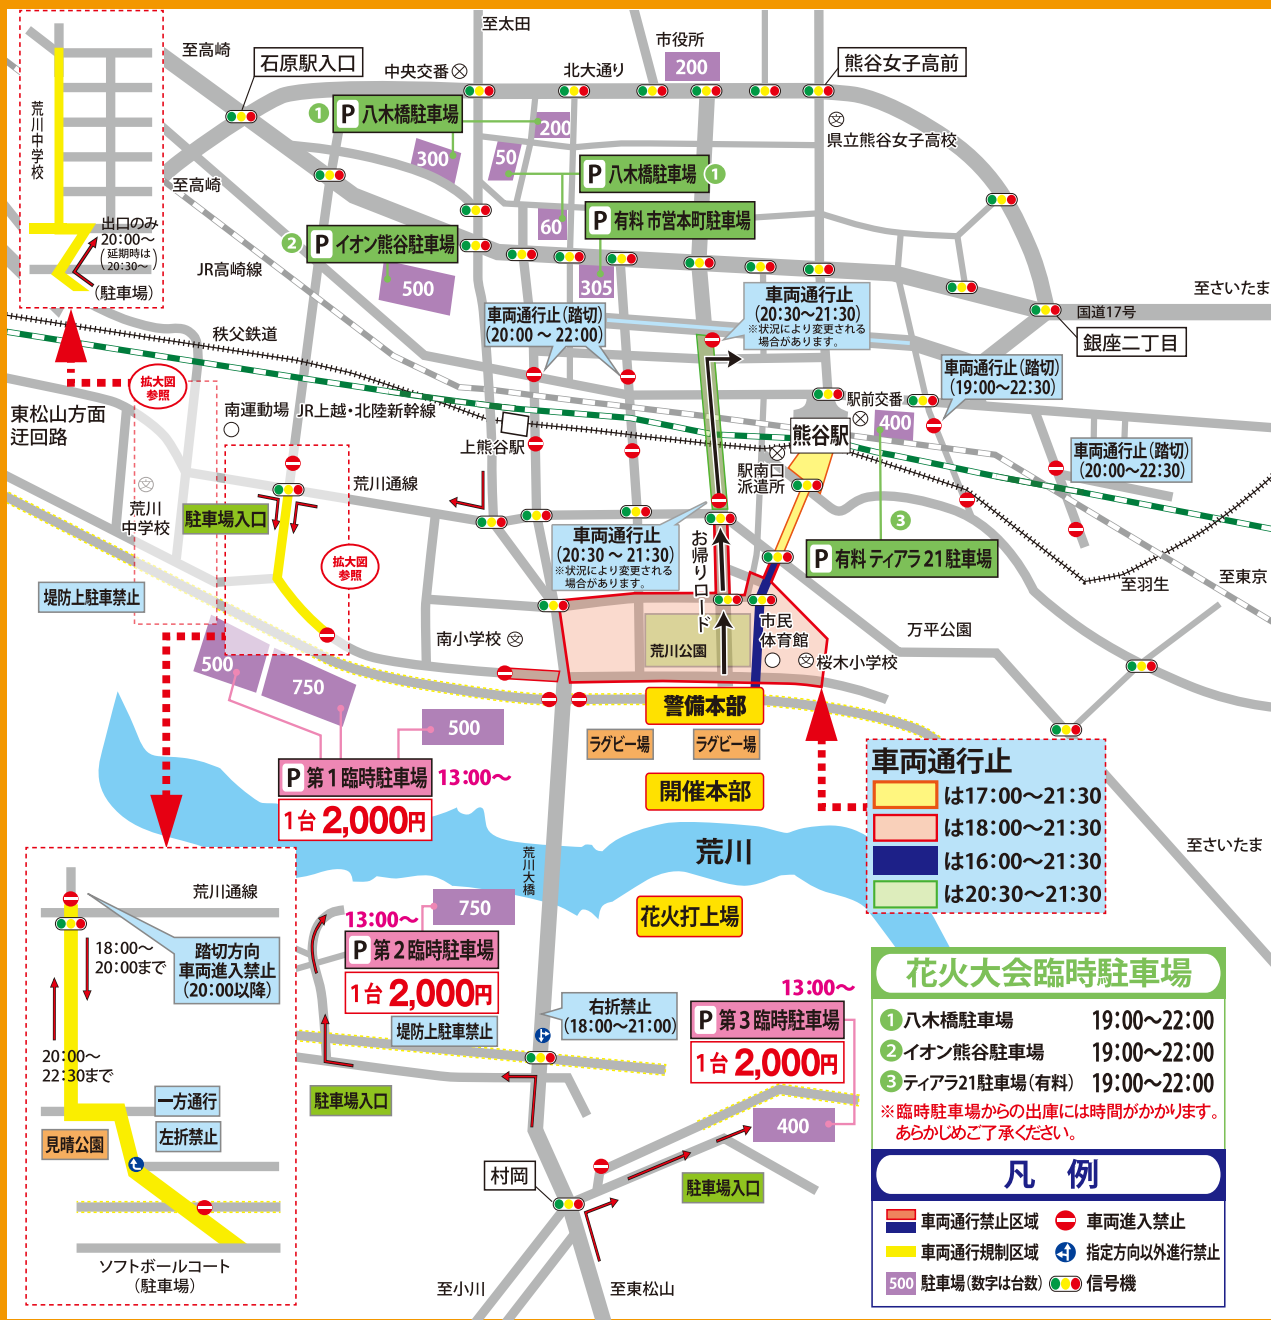 至太田
市役所
200
至高崎
石原駅入口
中央交番
北大通り
熊谷女子高前
荒川中学校
1
P 八木橋駐車場
200
文
県立熊谷女子高校
300
50
P 八木橋駐車場
1
至高崎
出口のみ
20:00〜
(延期時は
20:30〜)
(駐車場)
60
P 有料 市営本町駐車場
2
P イオン熊谷駐車場
JR高崎線
500
305
車両通行止
(20:30〜21:30)
※状況により変更される
場合があります。
至さいたま
国道17号
車両通行止(踏切)
(20:00 〜 22:00)
秩父鉄道
銀座二丁目
拡大図
参照
車両通行止(踏切)
(19:00〜22:30)
東松山方面
迂回路
南運動場
JR上越・北陸新幹線
駅前交番
400
熊谷駅
上熊谷駅
車両通行止(踏切)
(20:00〜22:30)
駅南口
派遣所
文
荒川
中学校
荒川通線
駐車場入口
3
車両通行止
(20:30 〜 21:30)
※状況により変更される
場合があります。
お帰りロード
P 有料 ティアラ21駐車場
拡大図
参照
至羽生
至東京
堤防上駐車禁止
南小学校
文
荒川公園
市民
体育館
文
桜木小学校
万平公園
500
750
500
警備本部
ラグビー場
ラグビー場
P 第1臨時駐車場
13:00〜
1台 2,000円
開催本部
車両通行止
は17:00〜21:30
は18:00〜21:30
は16:00〜21:30
は20:30〜21:30
荒川
荒川大橋
至さいたま
花火打上場
荒川通線
踏切方向
車両進入禁止
(20:00以降)
18:00〜
20:00まで
20:00〜
22:30まで
一方通行
左折禁止
見晴公園
ソフトボールコート
(駐車場)
750
13:00〜
P 第2臨時駐車場
1台 2,000円
堤防上駐車禁止
右折禁止
(18:00〜21:00)
13:00〜
P 第3臨時駐車場
1台 2,000円
駐車場入口
400
村岡
駐車場入口
至小川
至東松山
花火大会臨時駐車場
1 八木橋駐車場 19:00〜22:00
2 イオン熊谷駐車場 19:00〜22:00
3 ティアラ21駐車場(有料) 19:00〜22:00
※臨時駐車場からの出庫には時間がかかります。
あらかじめご了承ください。
凡 例
車両通行禁止区域
車両進入禁止
車両通行規制区域
指定方向以外進行禁止
500 駐車場(数字は台数)
信号機